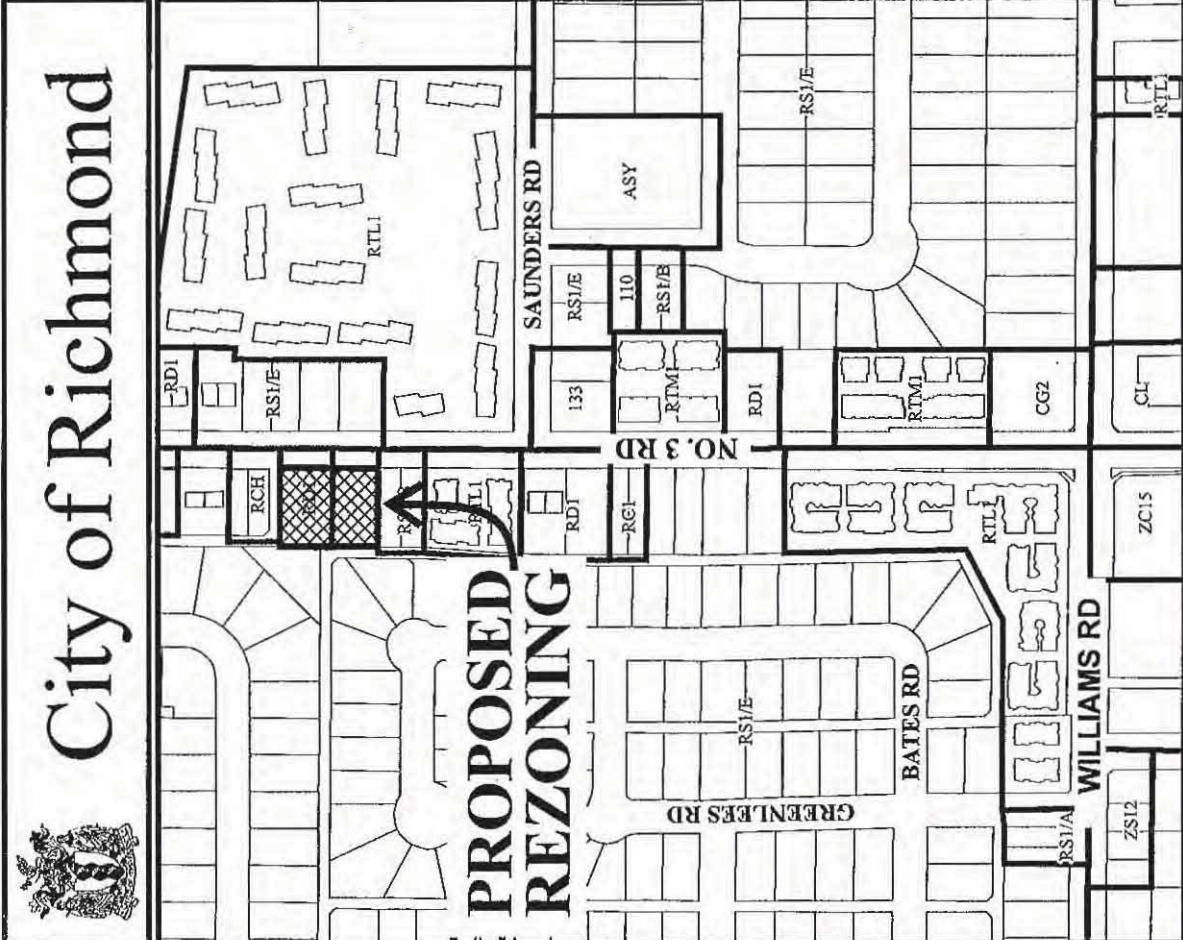 City of Richmond
RD1
RS1/E
RTL1
SAUNDERS RD
RS1/E
110
RS1/B
ASY
RS1/E
RTL1
133
RTM1
RD1
RTM1
CG2
CL
NO. 3 RD
RCH
RD1
RC1
RTL1
ZC15
PROPOSED
REZONING
RS1/E
BATES RD
GREENLEES RD
WILLIAMS RD
RS1/A
ZS12